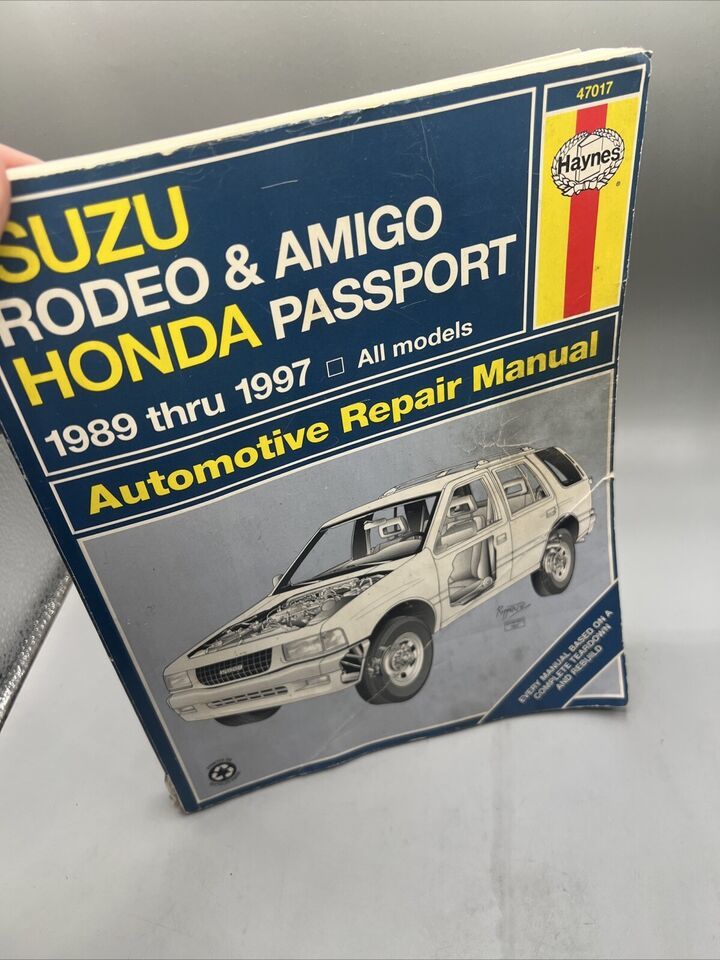 47017
Haynes
®
SUZU
RODEO & AMIGO
HONDA PASSPORT
1989 thru 1997 □ All models
Automotive Repair Manual
EVERY MANUAL BASED ON A
COMPLETE TEARDOWN
AND REBUILD